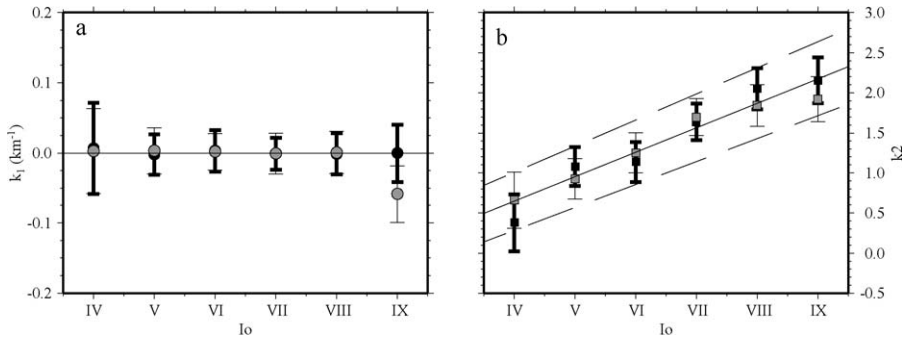 a
0.2
0.1
0.0
-0.1
-0.2
k1 (km-1)
IV V VI VII VIII IX
Io
b
3.0
2.5
2.0
1.5
1.0
0.5
0.0
-0.5
k2
IV V VI VII VIII IX
Io